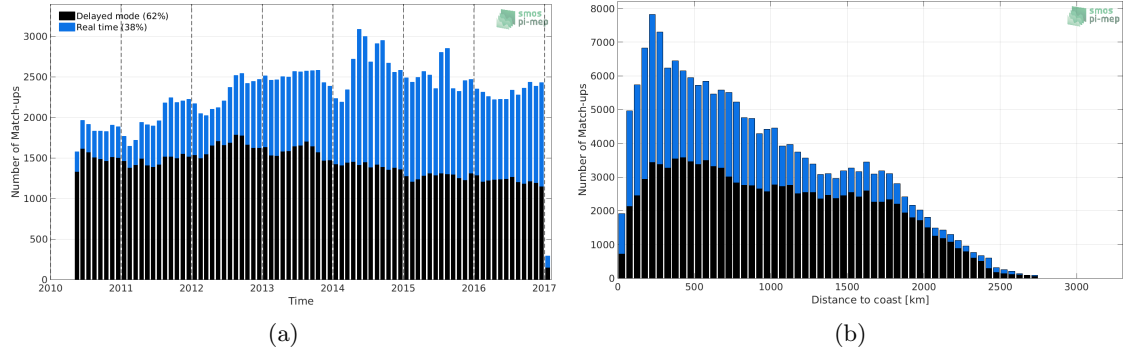 Delayed mode (62%)
Real time (38%)
smos
pi-mep
Number of Match-ups
3000
2500
2000
1500
1000
500
0
2010 2011 2012 2013 2014 2015 2016 2017
Time
(a)
smos
pi-mep
Number of Match-ups
8000
7000
6000
5000
4000
3000
2000
1000
0
0 500 1000 1500 2000 2500 3000
Distance to coast [km]
(b)